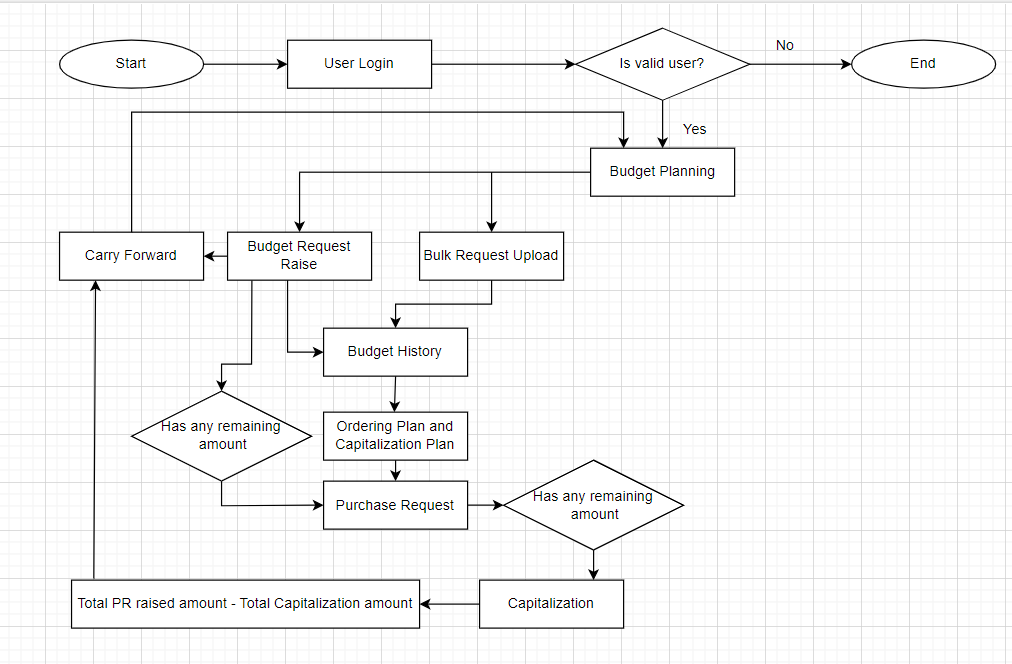 Start
User Login
Is valid user?
No
End
Yes
Budget Planning
Carry Forward
Budget Request
Raise
Bulk Request Upload
Budget History
Has any remaining
amount
Ordering Plan and
Capitalization Plan
Purchase Request
Has any remaining
amount
Total PR raised amount - Total Capitalization amount
Capitalization